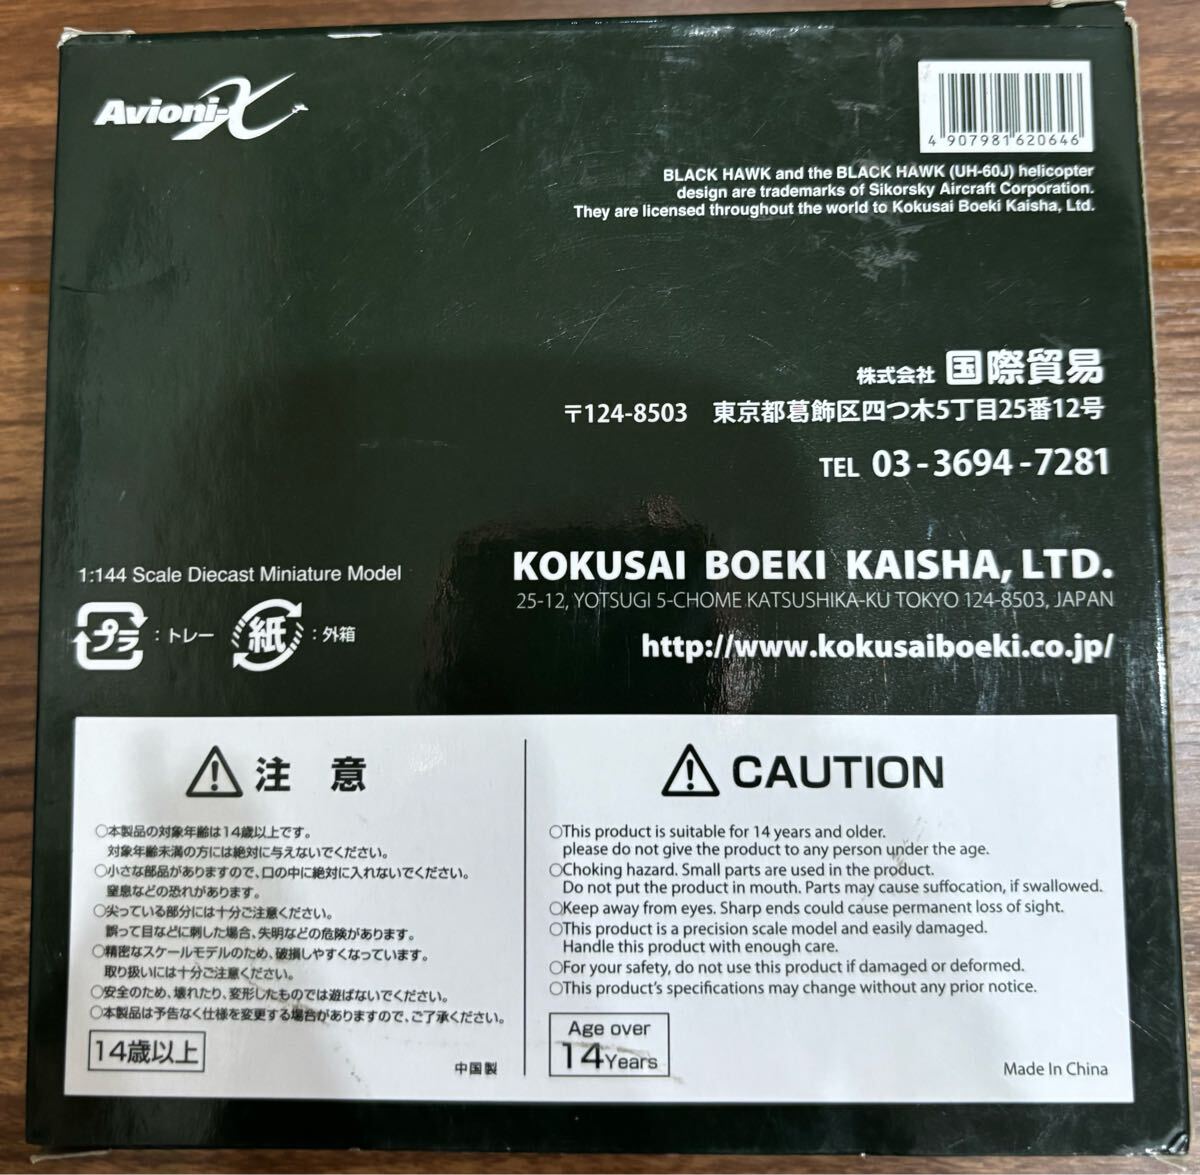 Avioni-X
4 907981 620646
BLACK HAWK and the BLACK HAWK (UH-60J) helicopter
design are trademarks of Sikorsky Aircraft Corporation.
They are licensed throughout the world to Kokusai Boeki Kaisha, Ltd.
株式会社 国際貿易
〒124-8503 東京都葛飾区四つ木5丁目25番12号
TEL 03-3694-7281
1:144 Scale Diecast Miniature Model
プラ : トレー 紙 : 外箱
KOKUSAI BOEKI KAISHA, LTD.
25-12, YOTSUGI 5-CHOME KATSUSHIKA-KU TOKYO 124-8503, JAPAN
http://www.kokusaiboeki.co.jp/
注 意
○本製品の対象年齢は14歳以上です。
対象年齢未満の方には絶対に与えないでください。
○小さな部品がありますので、口の中に絶対に入れないでください。
窒息などの恐れがあります。
○尖っている部分には十分ご注意ください。
誤って目などに刺した場合、失明などの危険があります。
○精密なスケールモデルのため、破損しやすくなっています。
取り扱いには十分ご注意ください。
○安全のため、壊れたり、変形したものでは遊ばないでください。
○本製品は予告なく仕様を変更する場合がありますので、ご了承ください。
14歳以上
中国製
CAUTION
○This product is suitable for 14 years and older.
please do not give the product to any person under the age.
○Choking hazard. Small parts are used in the product.
Do not put the product in mouth. Parts may cause suffocation, if swallowed.
○Keep away from eyes. Sharp ends could cause permanent loss of sight.
○This product is a precision scale model and easily damaged.
Handle this product with enough care.
○For your safety, do not use this product if damaged or deformed.
○This product's specifications may change without any prior notice.
Age over
14 Years
Made In China